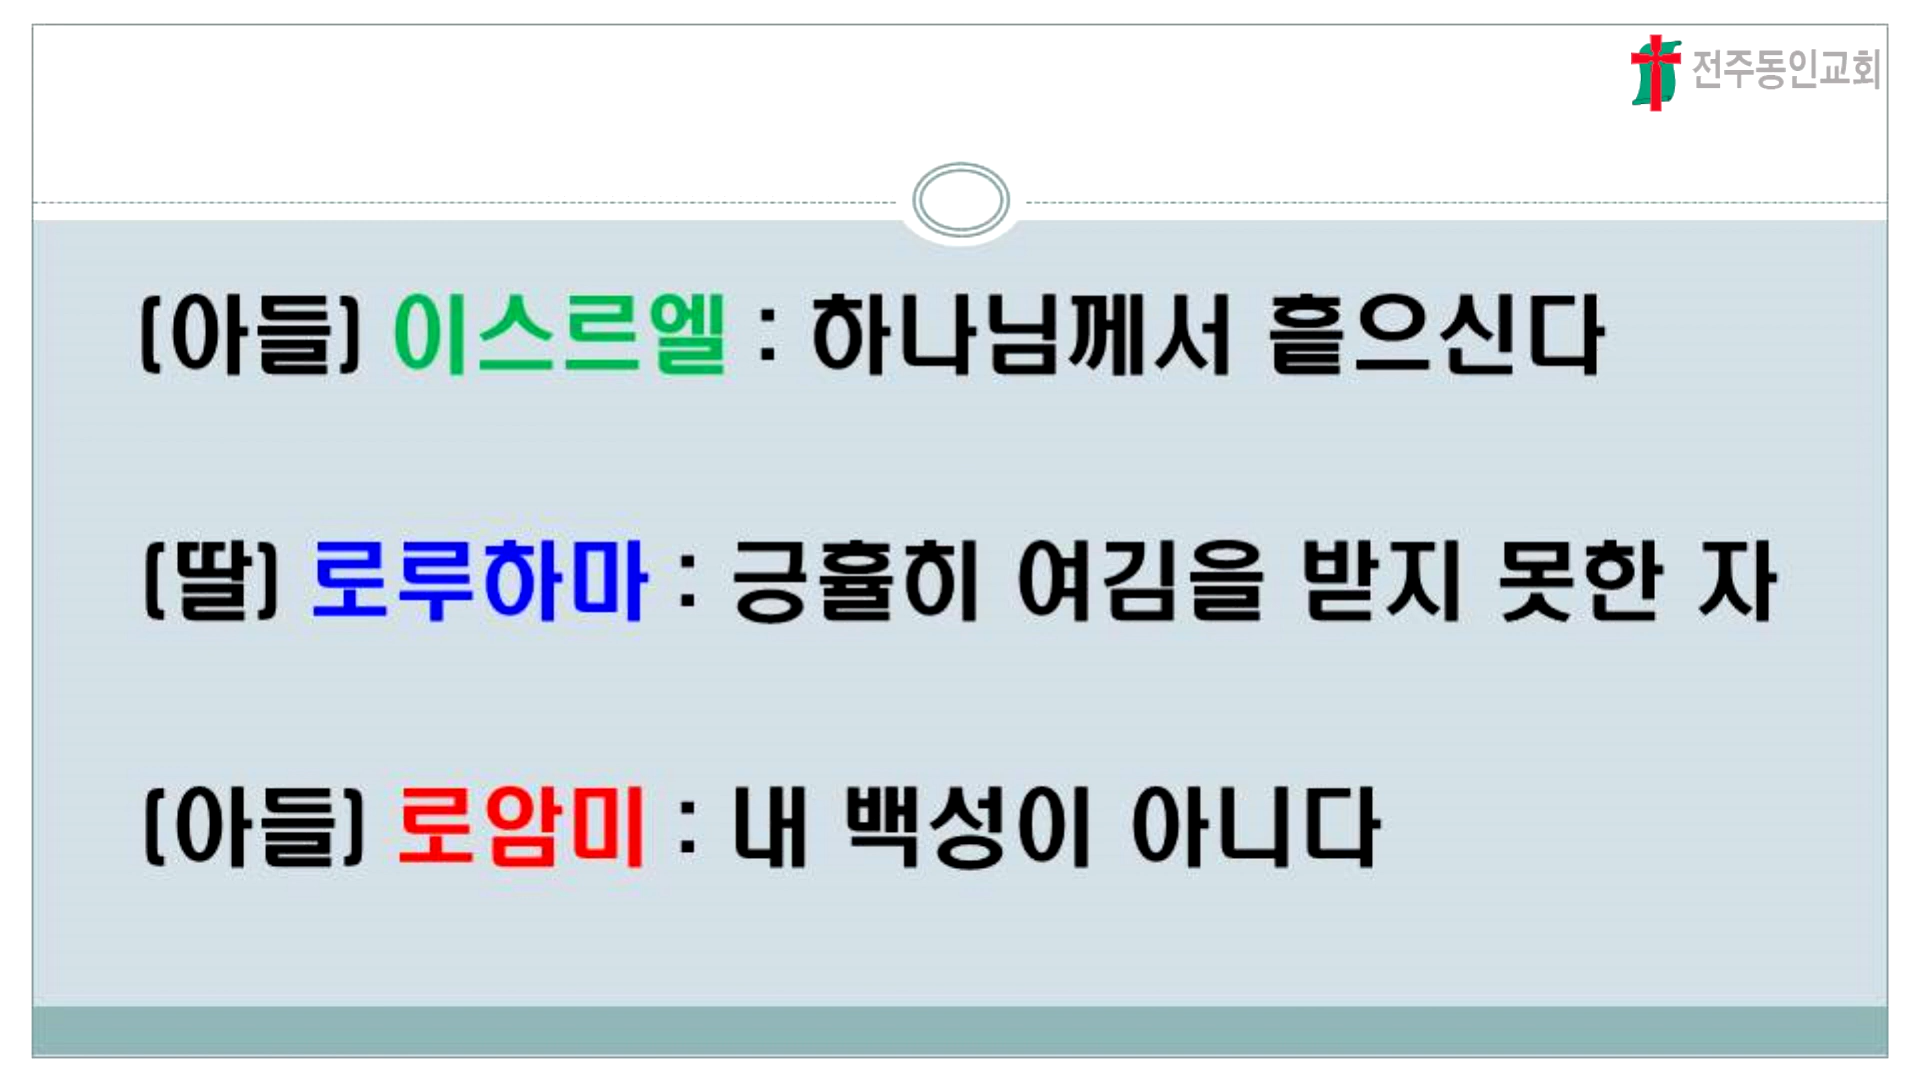 전주동인교회
(아들) 이스르엘 : 하나님께서 흩으신다
(딸) 로루하마 : 긍휼히 여김을 받지 못한 자
(아들) 로암미 : 내 백성이 아니다